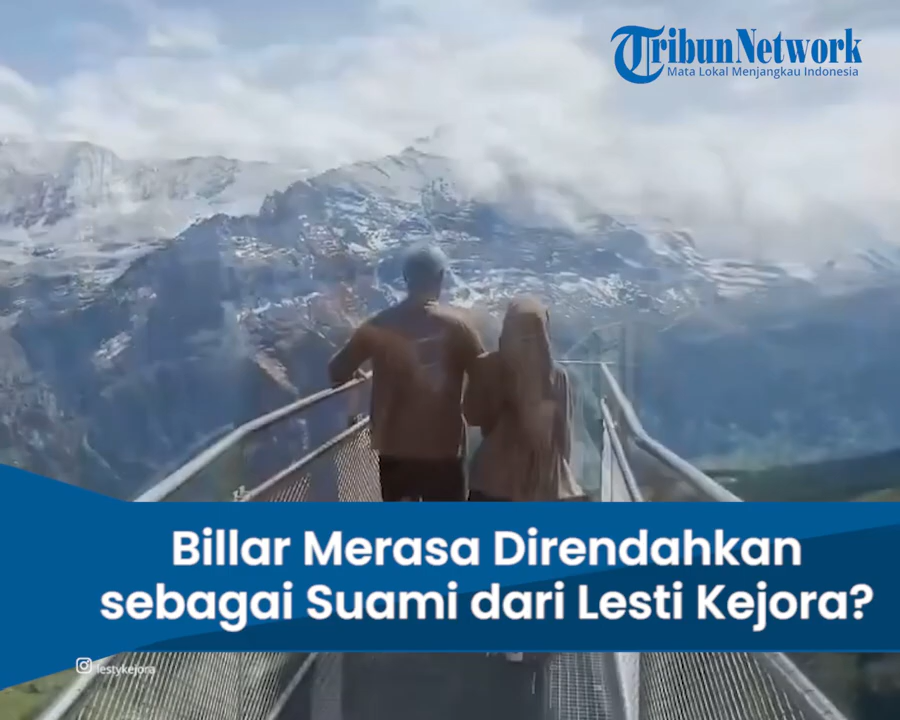 TribunNetwork
Mata Lokal Menjangkau Indonesia
Billar Merasa Direndahkan
sebagai Suami dari Lesti Kejora?
lestykejora